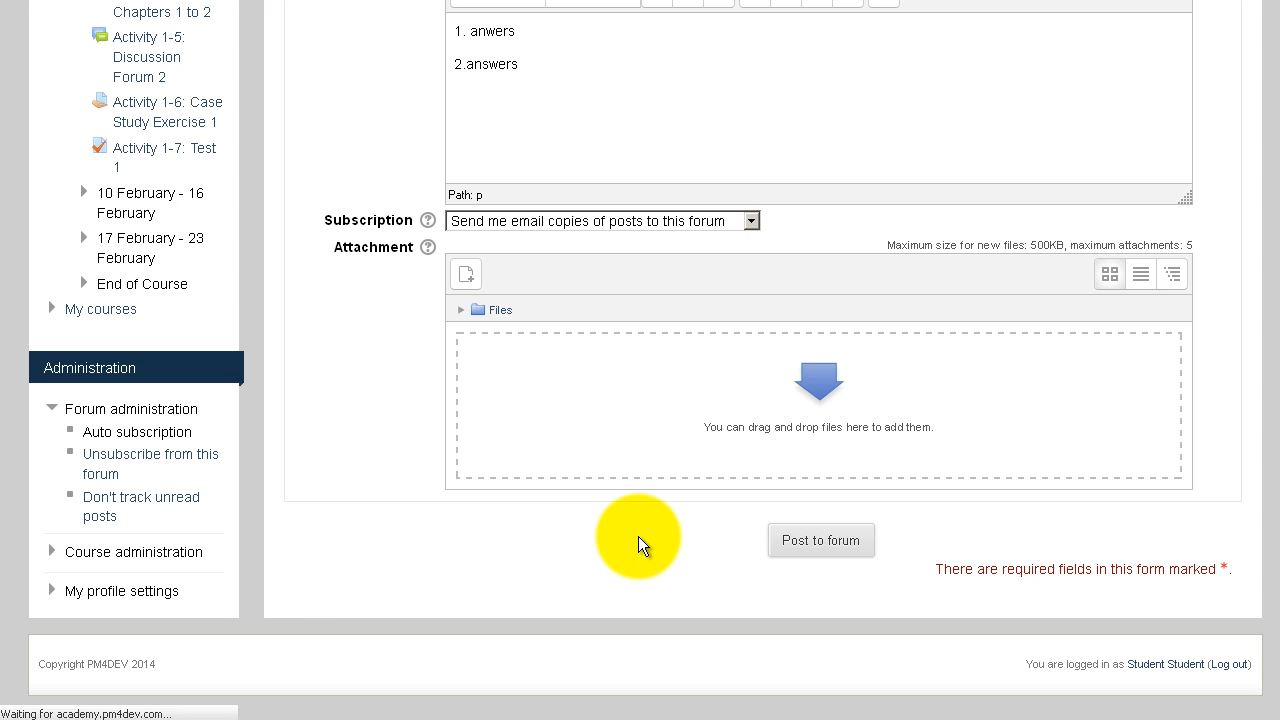 Chapters 1 to 2
Activity 1-5:
Discussion
Forum 2
Activity 1-6: Case
Study Exercise 1
Activity 1-7: Test
1
10 February - 16
February
17 February - 23
February
End of Course
My courses
Administration
Forum administration
Auto subscription
Unsubscribe from this
forum
Don't track unread
posts
Course administration
My profile settings
1. anwers
2.answers
Path: p
Subscription
Send me email copies of posts to this forum
Attachment
Maximum size for new files: 500KB, maximum attachments: 5
Files
You can drag and drop files here to add them.
Post to forum
There are required fields in this form marked *.
Copyright PM4DEV 2014
You are logged in as Student Student (Log out)
Waiting for academy.pm4dev.com...